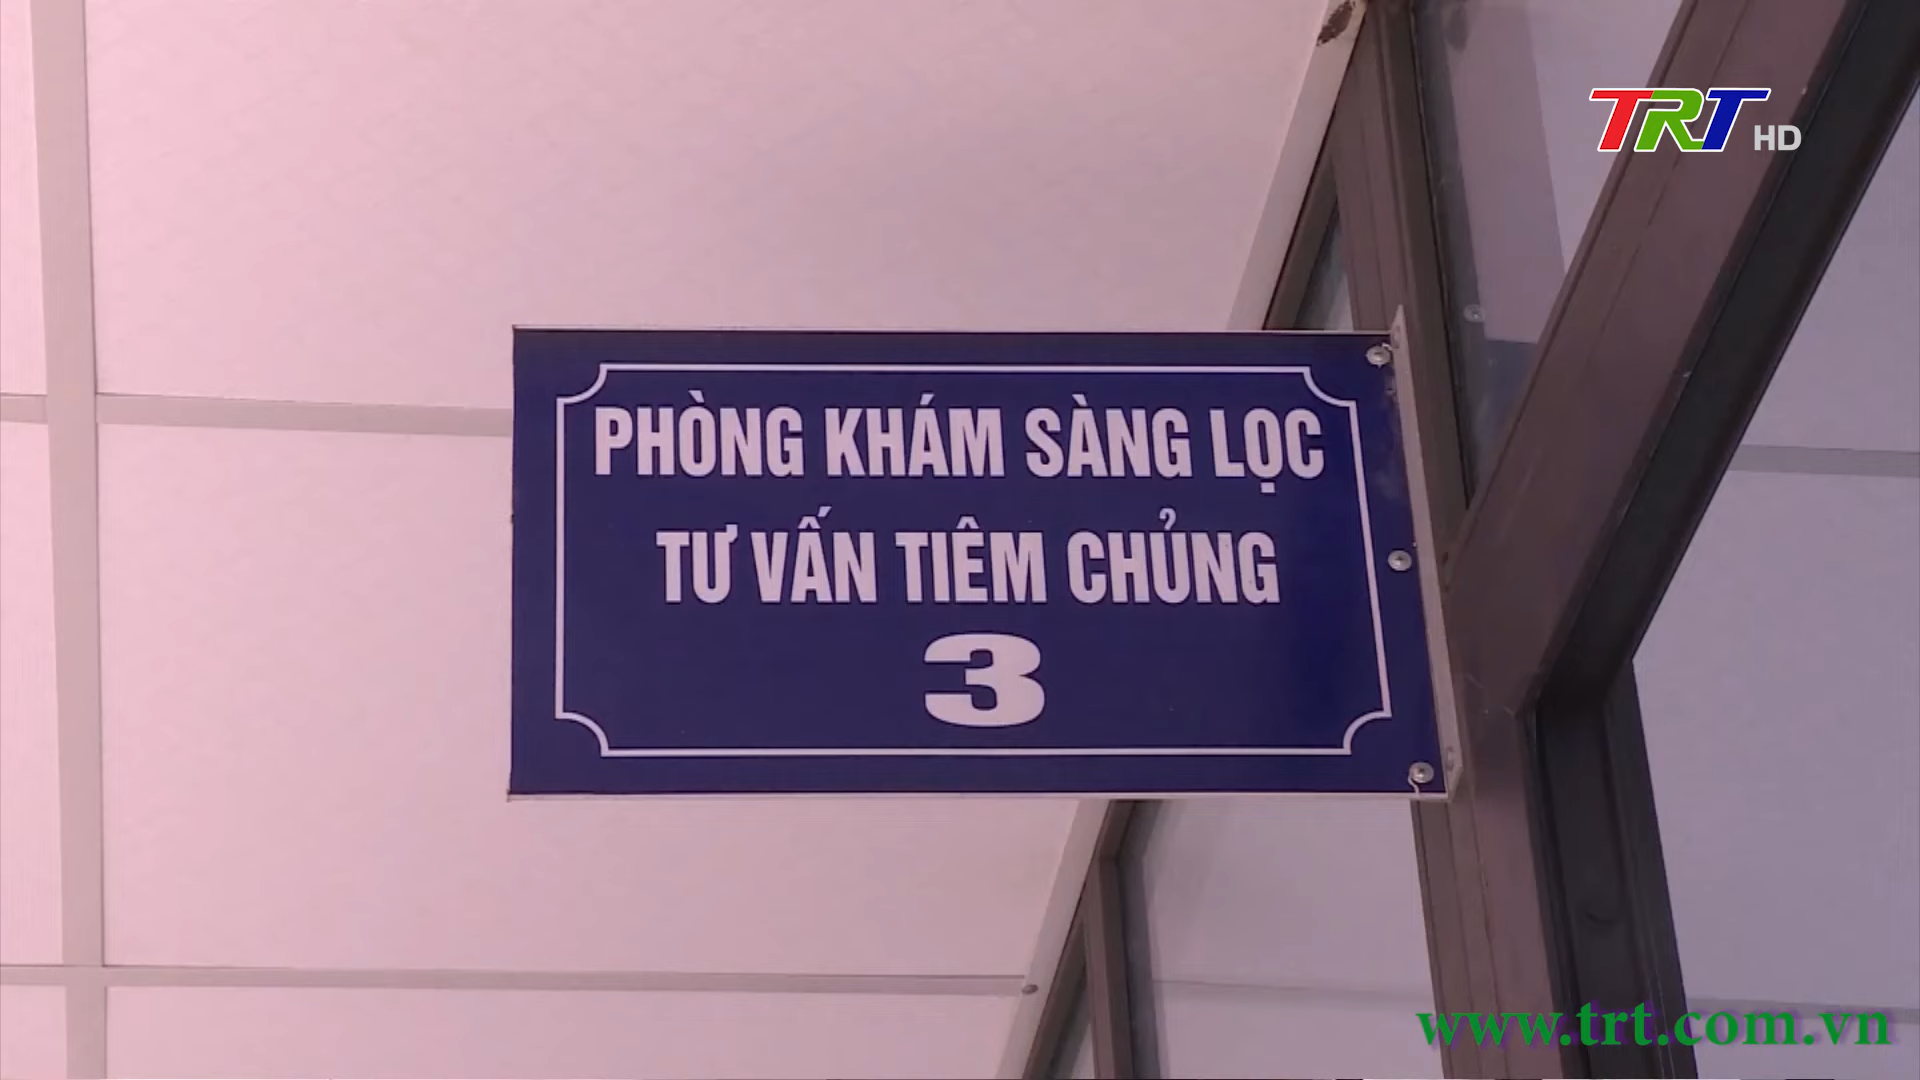 TRT HD
PHÒNG KHÁM SÀNG LỌC
TƯ VẤN TIÊM CHỦNG
3
www.trt.com.vn